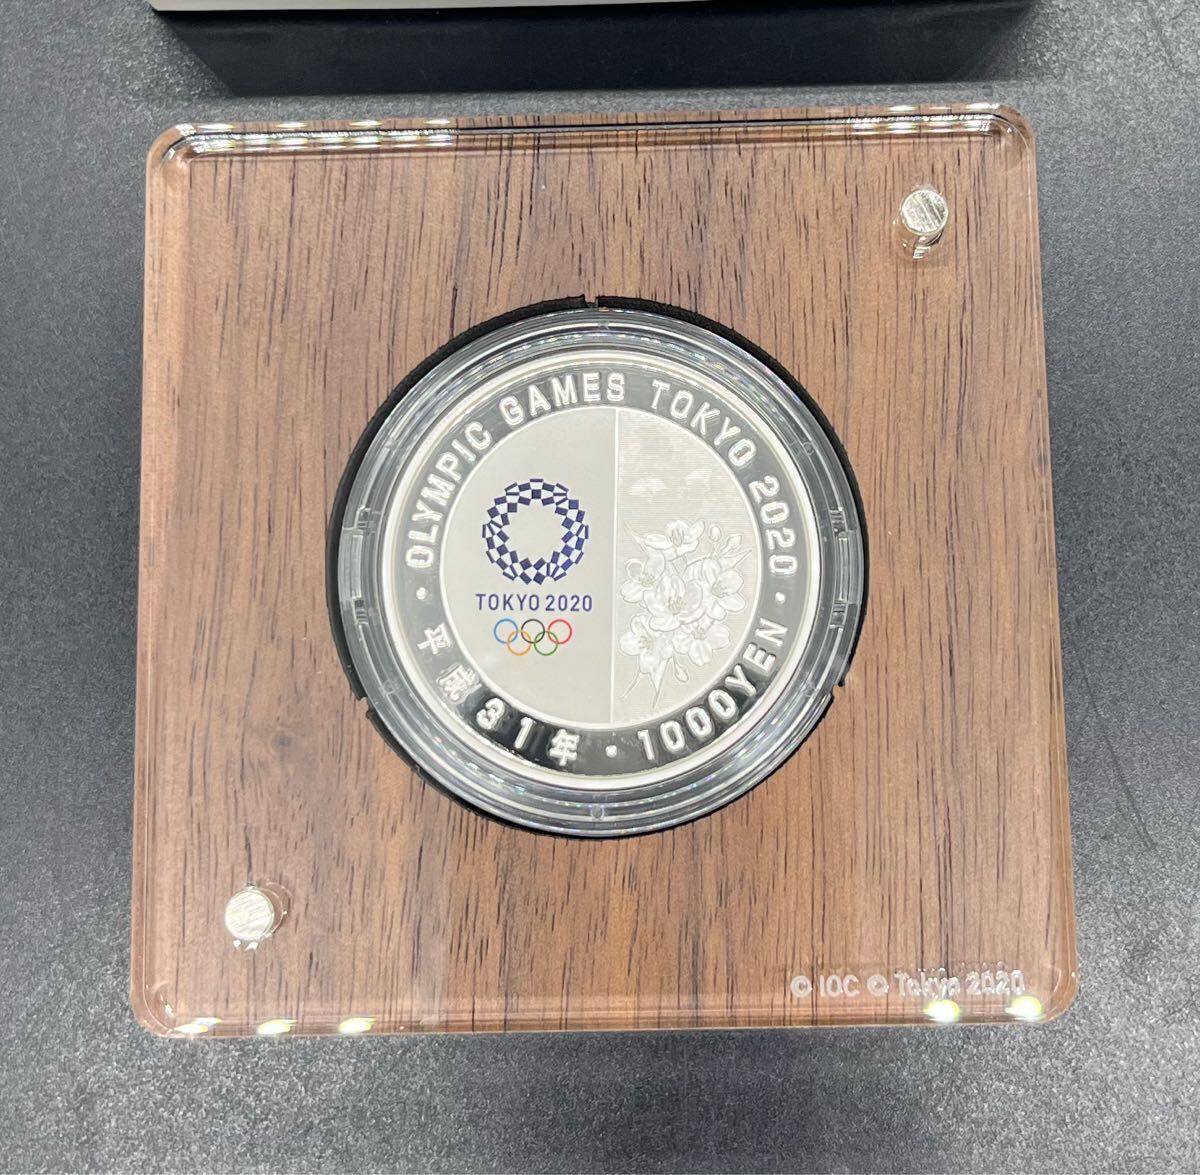 OLYMPIC GAMES TOKYO 2020
TOKYO 2020
平成31年・1000YEN
© IOC © Tokyo 2020